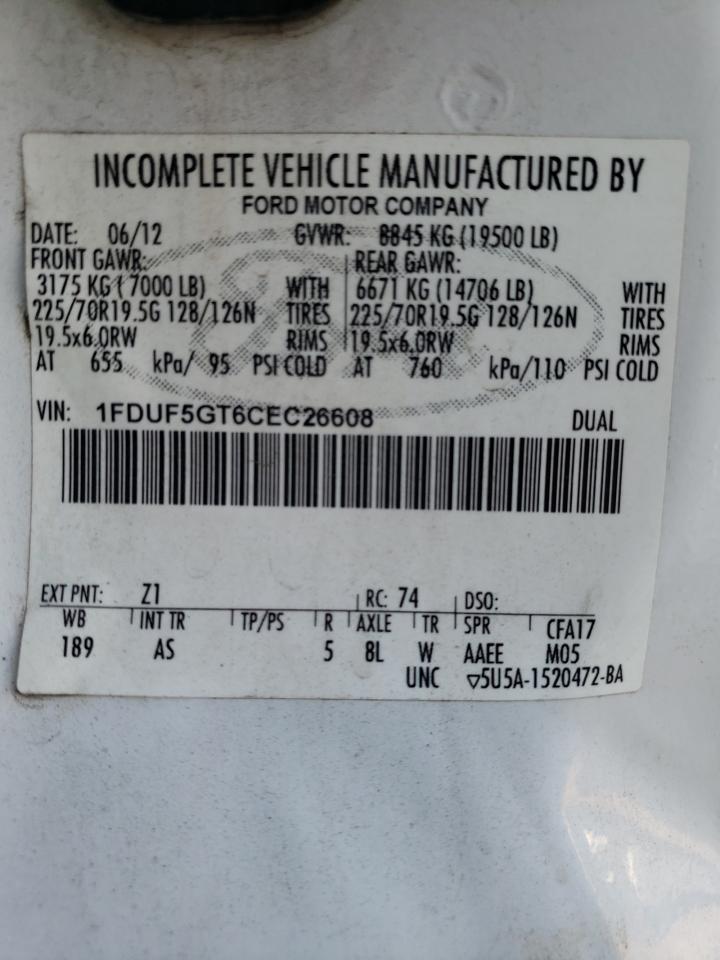 INCOMPLETE VEHICLE MANUFACTURED BY
FORD MOTOR COMPANY
DATE: 06/12 GVWR: 8845 KG (19500 LB)
FRONT GAWR: REAR GAWR:
3175 KG ( 7000 LB) WITH 6671 KG (14706 LB) WITH
225/70R19.5G 128/126N TIRES 225/70R19.5G 128/126N TIRES
19.5x6.0RW RIMS 19.5x6.0RW RIMS
AT 655 kPa/ 95 PSI COLD AT 760 kPa/110 PSI COLD
VIN: 1FDUF5GT6CEC26608 DUAL
EXT PNT: Z1 RC: 74 DSO:
WB INT TR TP/PS R AXLE TR SPR CFA17
189 AS 5 8L W AAEE M05
UNC ▽5U5A-1520472-BA